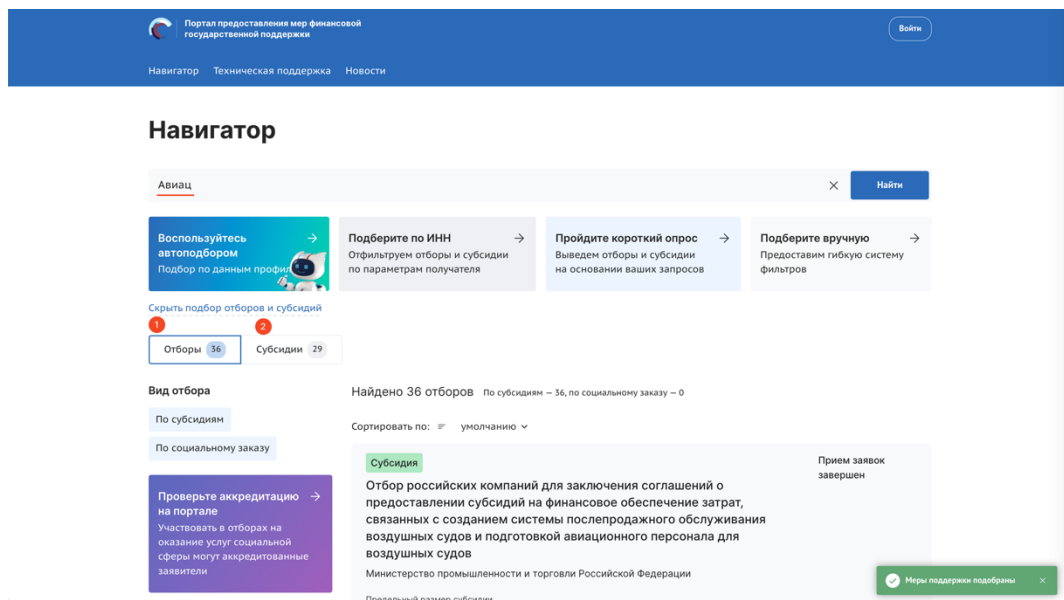 Портал предоставления мер финансовой
государственной поддержки
Войти
Навигатор Техническая поддержка Новости
Навигатор
Авиац
Найти
Воспользуйтесь
автоподбором
Подбор по данным
Подберите по ИНН
Отфильтруем отборы и субсидии
по параметрам получателя
Пройдите короткий опрос
Выведем отборы и субсидии
на основании ваших запросов
Подберите вручную
Предоставим гибкую систему
фильтров
Скрыть подбор отборов и субсидий
1
2
Отборы 36
Субсидии 29
Вид отбора
По субсидиям
По социальному заказу
Проверьте аккредитацию
на портале
Участвовать в отборах на
оказание услуг социальной
сферы могут аккредитованные
заявители
Найдено 36 отборов По субсидиям — 36, по социальному заказу — 0
Сортировать по: умолчанию
Субсидия
Прием заявок
завершен
Отбор российских компаний для заключения соглашений о
предоставлении субсидий на финансовое обеспечение затрат,
связанных с созданием системы послепродажного обслуживания
воздушных судов и подготовкой авиационного персонала для
воздушных судов
Министерство промышленности и торговли Российской Федерации
Предельный размер субсидии
Меры поддержки подобраны